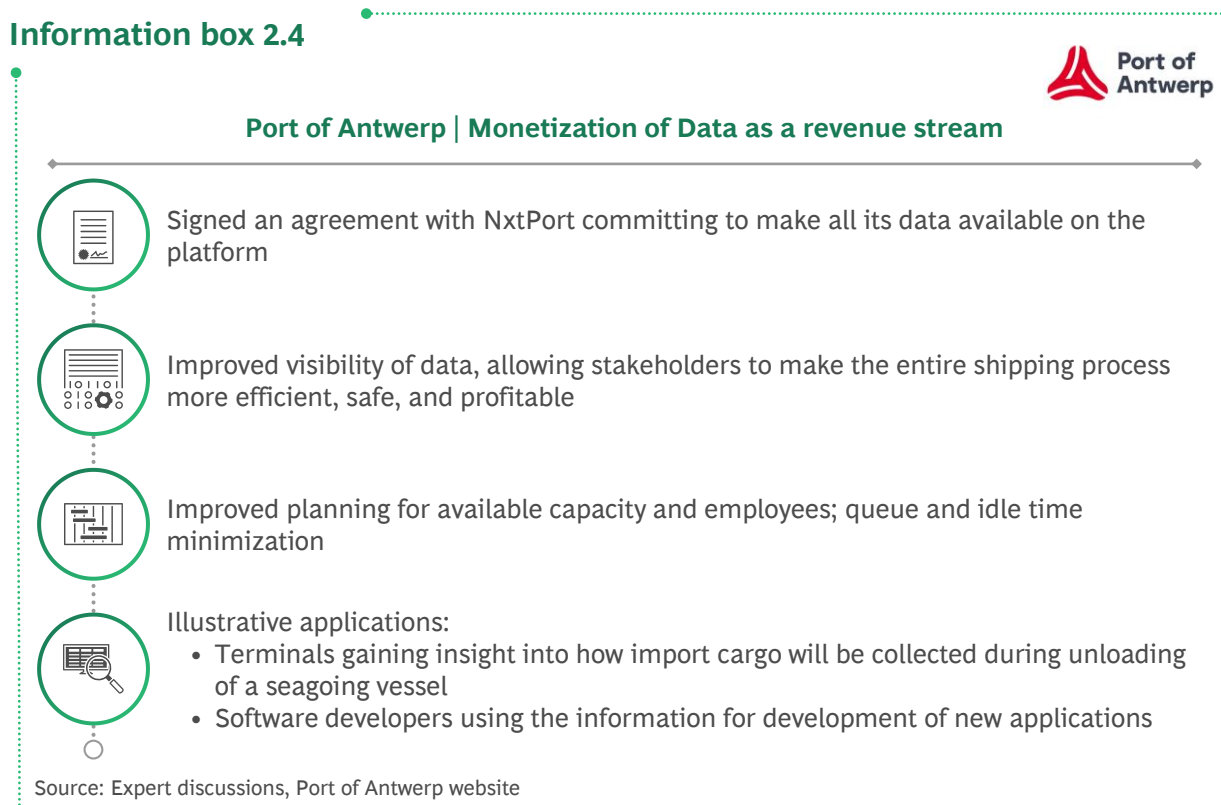 Information box 2.4
Port of
Antwerp
Port of Antwerp | Monetization of Data as a revenue stream
Signed an agreement with NxtPort committing to make all its data available on the
platform
Improved visibility of data, allowing stakeholders to make the entire shipping process
more efficient, safe, and profitable
Improved planning for available capacity and employees; queue and idle time
minimization
Illustrative applications:
• Terminals gaining insight into how import cargo will be collected during unloading
of a seagoing vessel
• Software developers using the information for development of new applications
Source: Expert discussions, Port of Antwerp website